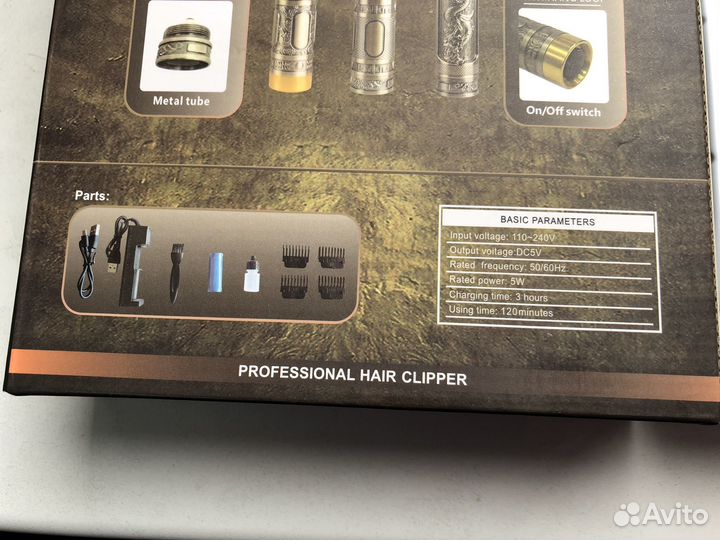 Metal tube
On/Off switch
Parts:
BASIC PARAMETERS
Input voltage: 110~240V
Output voltage:DC5V
Rated frequency: 50/60Hz
Rated power: 5W
Charging time: 3 hours
Using time: 120minutes
PROFESSIONAL HAIR CLIPPER
Avito